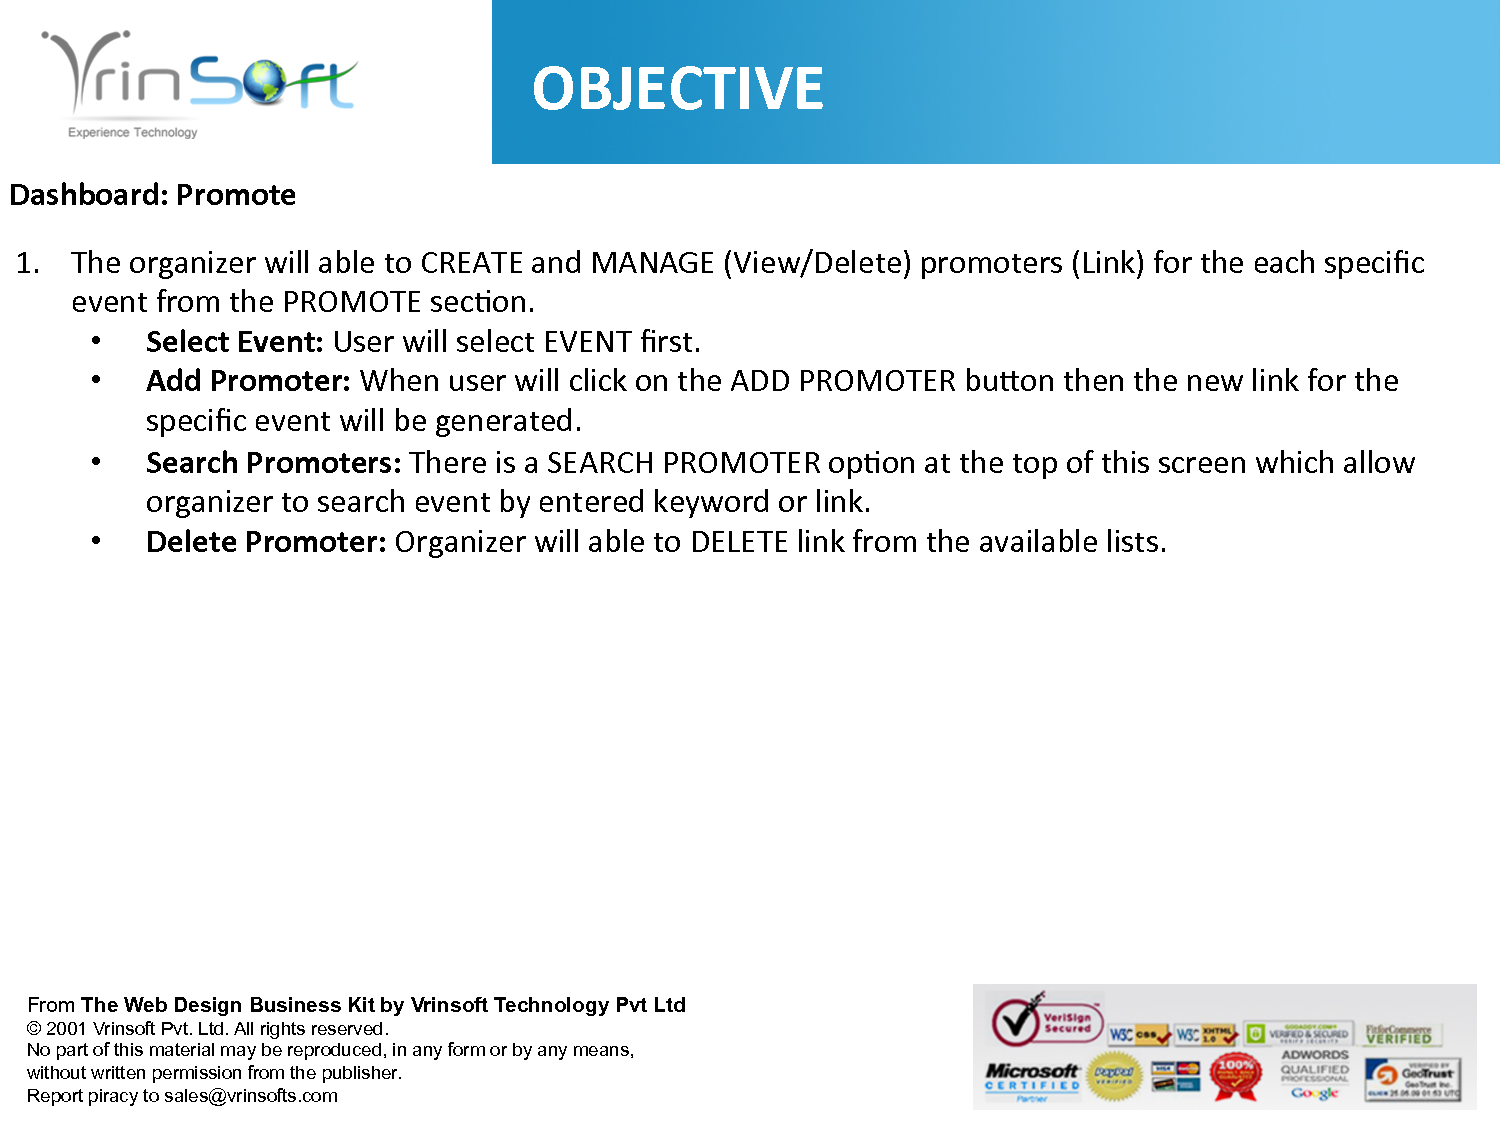 VrinSoft
Experience Technology
OBJECTIVE
Dashboard: Promote
1. The organizer will able to CREATE and MANAGE (View/Delete) promoters (Link) for the each specific
event from the PROMOTE section.
• Select Event: User will select EVENT first.
• Add Promoter: When user will click on the ADD PROMOTER button then the new link for the
specific event will be generated.
• Search Promoters: There is a SEARCH PROMOTER option at the top of this screen which allow
organizer to search event by entered keyword or link.
• Delete Promoter: Organizer will able to DELETE link from the available lists.
From The Web Design Business Kit by Vrinsoft Technology Pvt Ltd
© 2001 Vrinsoft Pvt. Ltd. All rights reserved.
No part of this material may be reproduced, in any form or by any means,
without written permission from the publisher.
Report piracy to sales@vrinsofts.com
VeriSign
Secured
W3C CSS
W3C XHTML 1.0
VERIFIED & SECURED
VERIFY SECURITY
FitforCommerce
VERIFIED
Microsoft
CERTIFIED
Partner
PayPal
VERIFIED
100%
ADWORDS
QUALIFIED
PROFESSIONAL
Google
VERIFIED BY
GeoTrust
GeoTrust Inc.